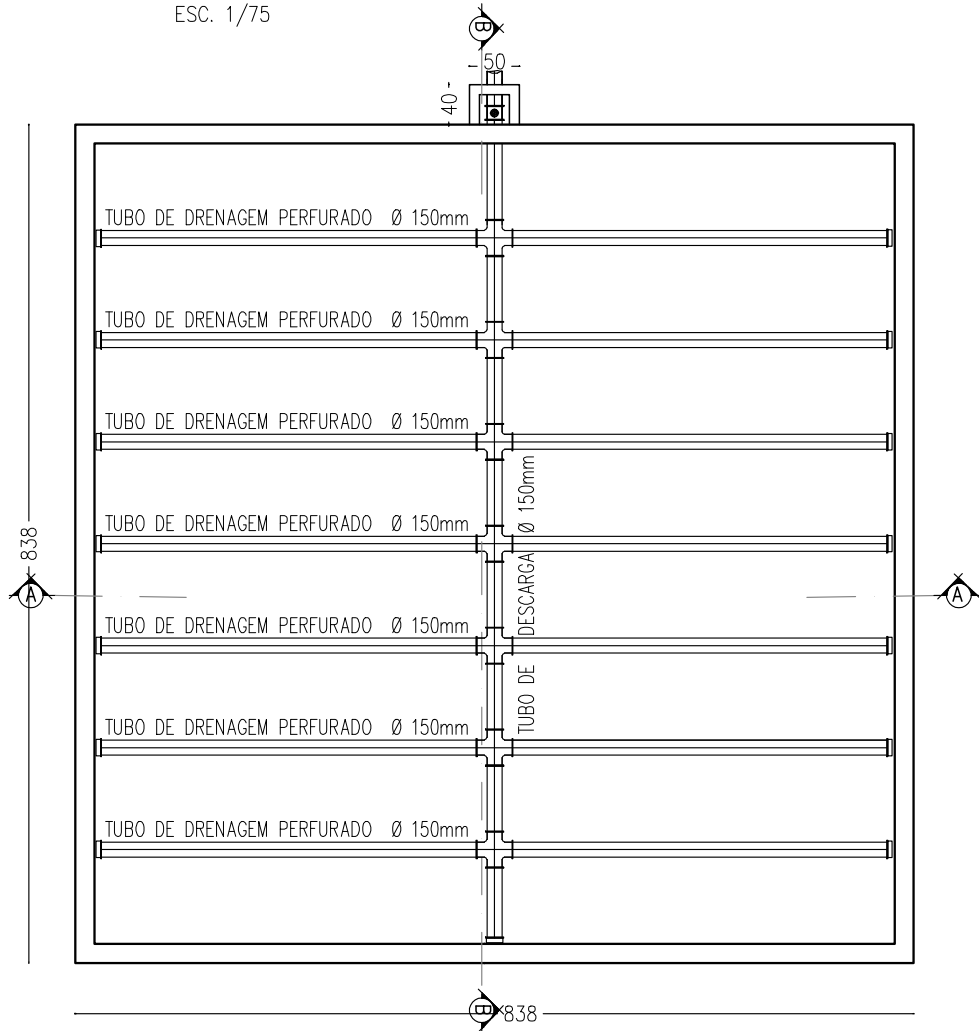 ESC. 1/75
B
50
40
TUBO DE DRENAGEM PERFURADO Ø 150mm
TUBO DE DRENAGEM PERFURADO Ø 150mm
TUBO DE DRENAGEM PERFURADO Ø 150mm
TUBO DE DRENAGEM PERFURADO Ø 150mm
838
A
A
TUBO DE DESCARGA Ø 150mm
TUBO DE DRENAGEM PERFURADO Ø 150mm
TUBO DE DRENAGEM PERFURADO Ø 150mm
TUBO DE DRENAGEM PERFURADO Ø 150mm
B
838